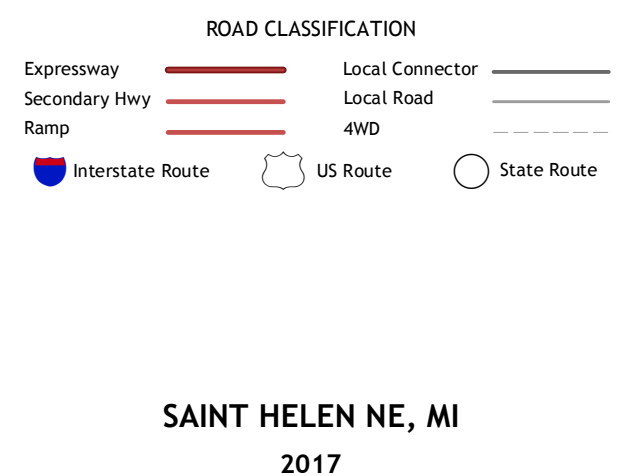 ROAD CLASSIFICATION
Expressway
Local Connector
Secondary Hwy
Local Road
Ramp
4WD
Interstate Route
US Route
State Route
SAINT HELEN NE, MI
2017